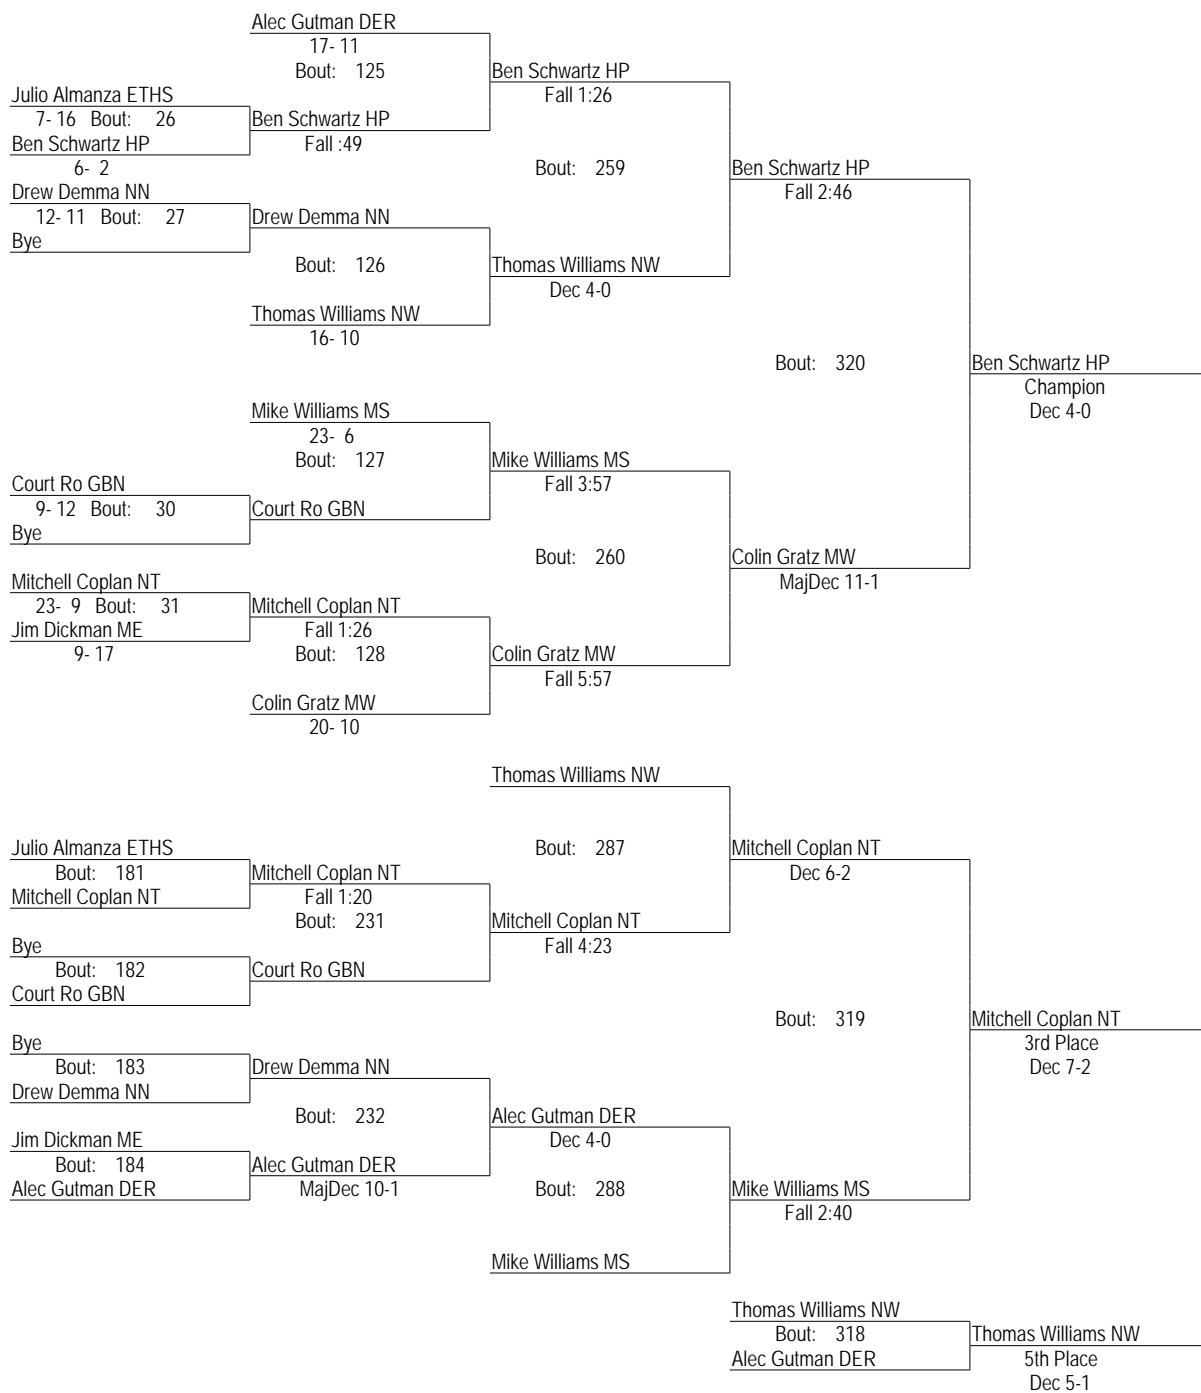 Alec Gutman DER
17- 11
Bout: 125
Ben Schwartz HP
Julio Almanza ETHS
Fall 1:26
7- 16 Bout: 26
Ben Schwartz HP
Ben Schwartz HP
Fall :49
6- 2
Bout: 259
Ben Schwartz HP
Drew Demma NN
Fall 2:46
12- 11 Bout: 27
Drew Demma NN
Bye
Bout: 126
Thomas Williams NW
Dec 4-0
Thomas Williams NW
16- 10
Bout: 320
Ben Schwartz HP
Champion
Mike Williams MS
Dec 4-0
23- 6
Bout: 127
Mike Williams MS
Court Ro GBN
Fall 3:57
9- 12 Bout: 30
Court Ro GBN
Bye
Bout: 260
Colin Gratz MW
Mitchell Coplan NT
MajDec 11-1
23- 9 Bout: 31
Mitchell Coplan NT
Jim Dickman ME
Fall 1:26
9- 17
Bout: 128
Colin Gratz MW
Fall 5:57
Colin Gratz MW
20- 10
Thomas Williams NW
Julio Almanza ETHS
Bout: 287
Mitchell Coplan NT
Bout: 181
Mitchell Coplan NT
Dec 6-2
Mitchell Coplan NT
Fall 1:20
Bout: 231
Mitchell Coplan NT
Bye
Fall 4:23
Bout: 182
Court Ro GBN
Court Ro GBN
Bout: 319
Mitchell Coplan NT
Bye
3rd Place
Bout: 183
Drew Demma NN
Dec 7-2
Drew Demma NN
Bout: 232
Alec Gutman DER
Jim Dickman ME
Dec 4-0
Bout: 184
Alec Gutman DER
Alec Gutman DER
MajDec 10-1
Bout: 288
Mike Williams MS
Fall 2:40
Mike Williams MS
Thomas Williams NW
Bout: 318
Thomas Williams NW
Alec Gutman DER
5th Place
Dec 5-1